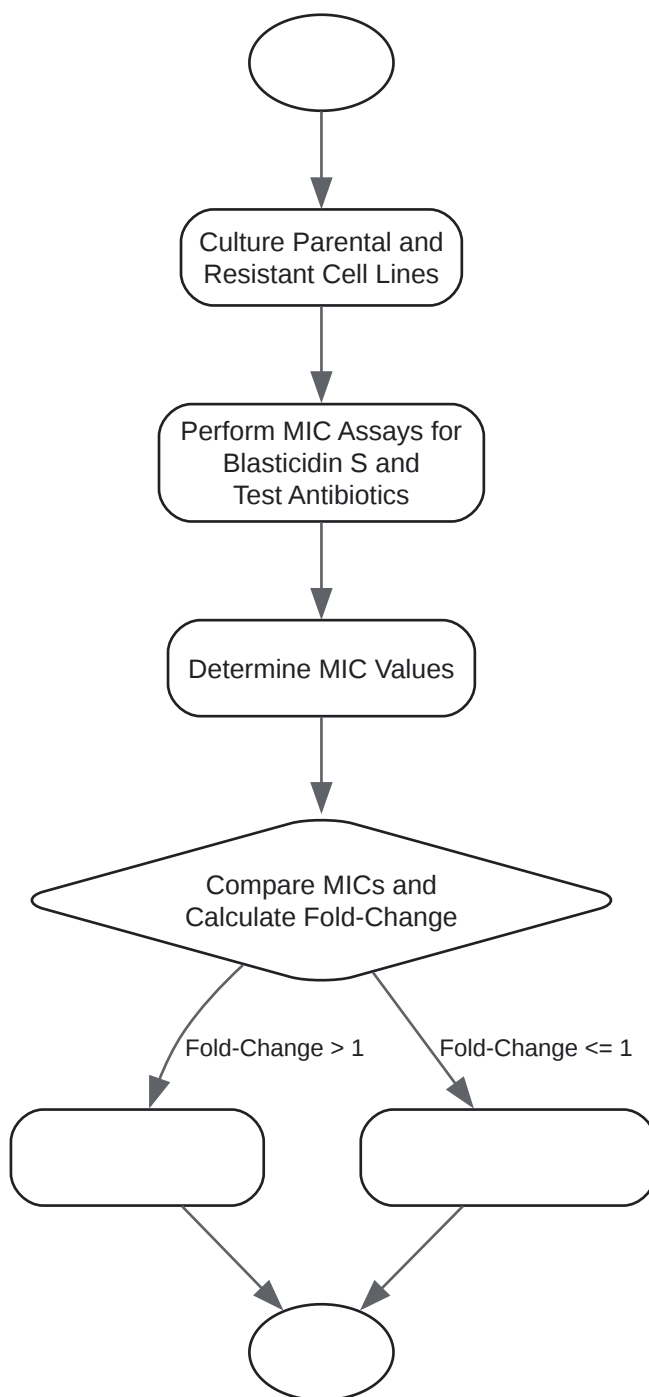 Culture Parental and
Resistant Cell Lines
Perform MIC Assays for
Blasticidin S and
Test Antibiotics
Determine MIC Values
Compare MICs and
Calculate Fold-Change
Fold-Change > 1
Fold-Change <= 1